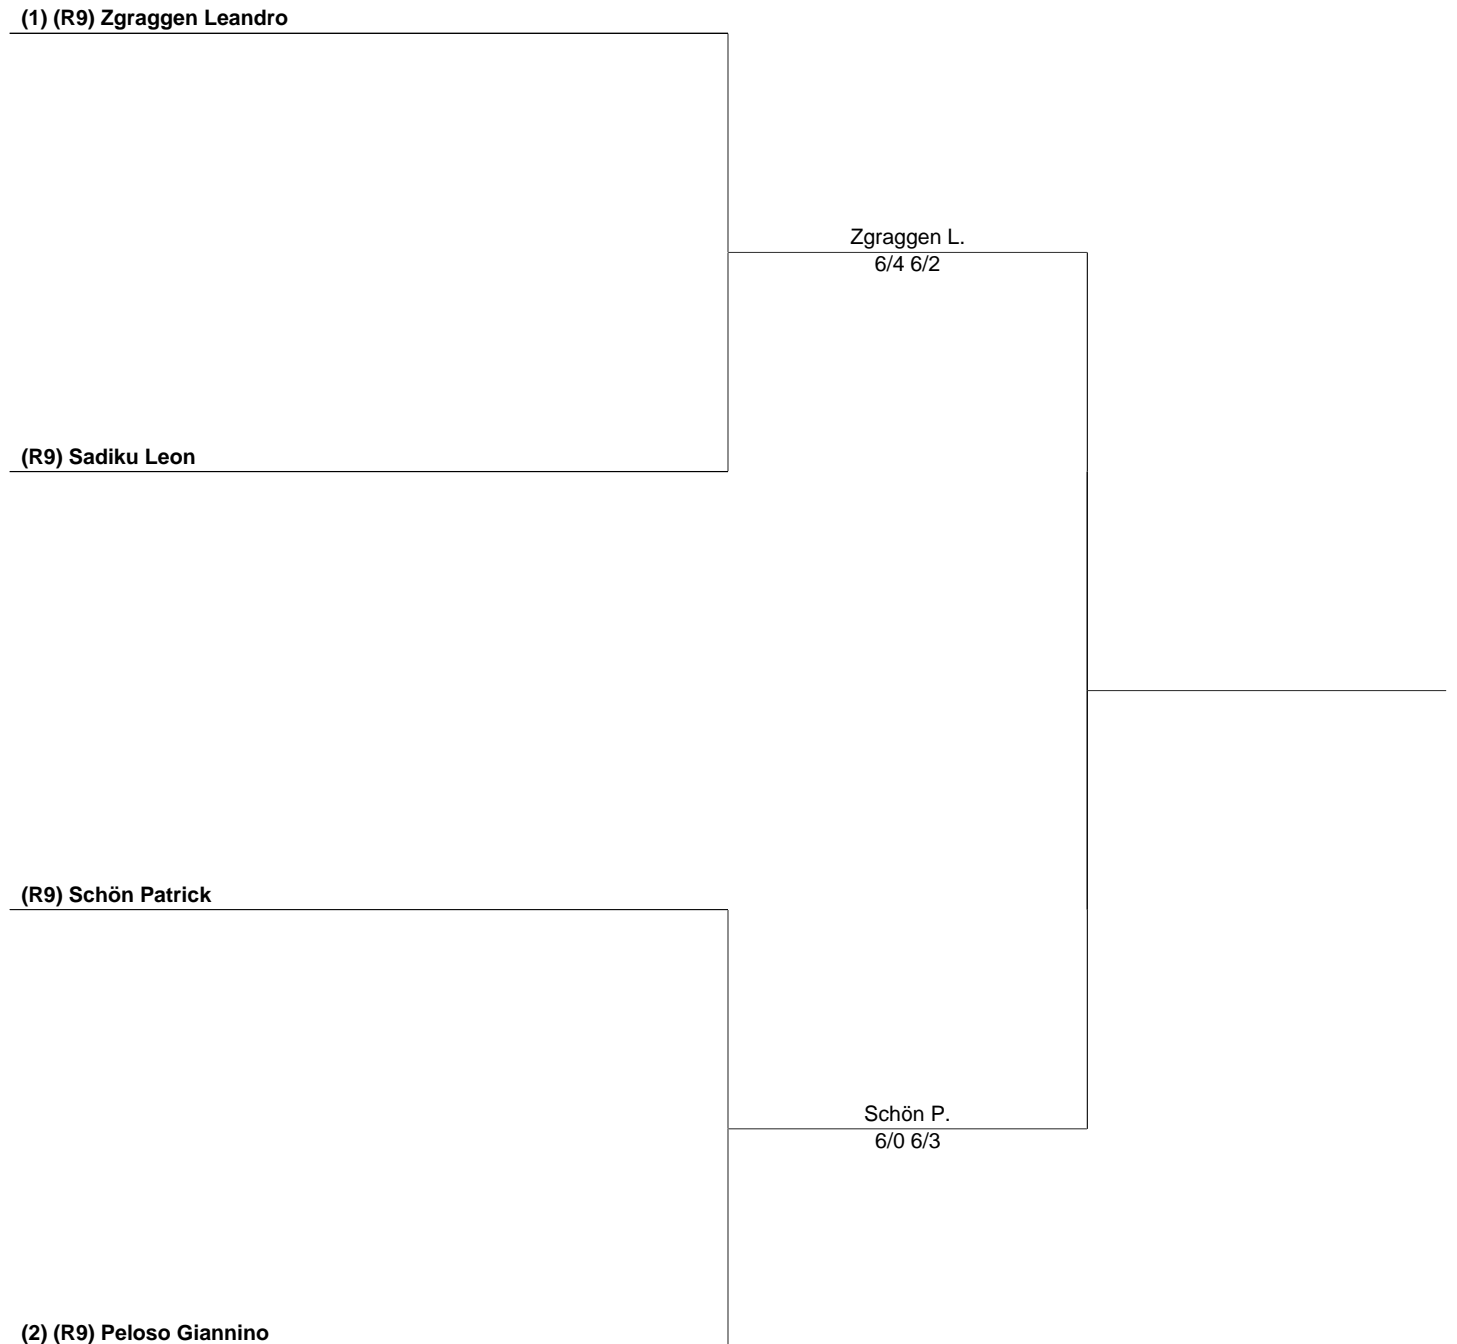 (1) (R9) Zgraggen Leandro
Zgraggen L.
6/4 6/2
(R9) Sadiku Leon
(R9) Schön Patrick
Schön P.
6/0 6/3
(2) (R9) Peloso Giannino